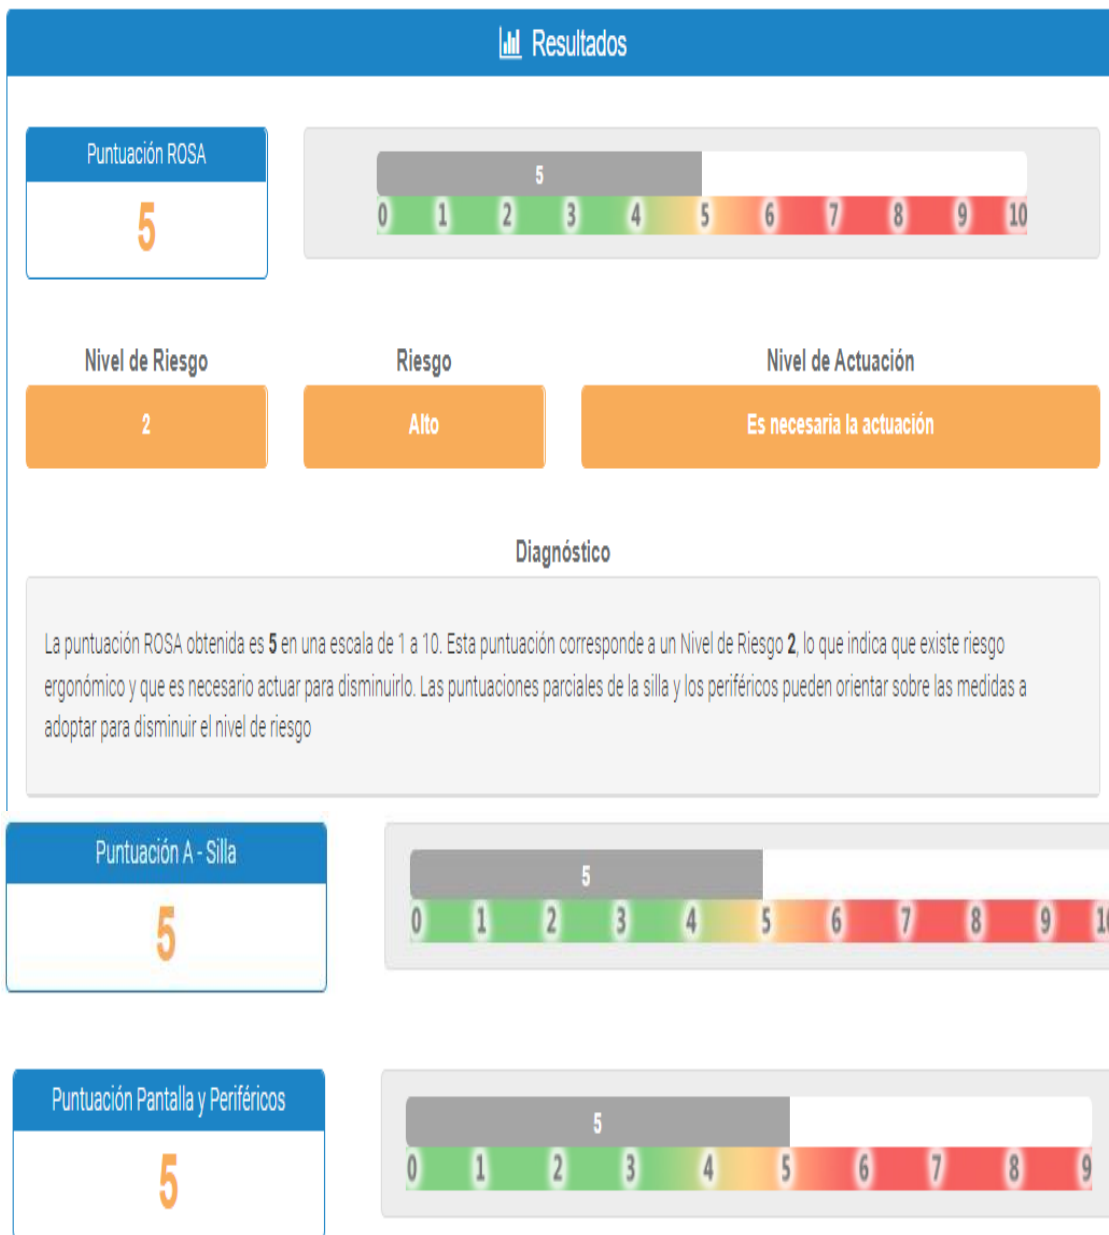 Resultados
Puntuación ROSA
5
5
0 1 2 3 4 5 6 7 8 9 10
Nivel de Riesgo
Riesgo
Nivel de Actuación
2
Alto
Es necesaria la actuación
Diagnóstico
La puntuación ROSA obtenida es 5 en una escala de 1 a 10. Esta puntuación corresponde a un Nivel de Riesgo 2, lo que indica que existe riesgo
ergonómico y que es necesario actuar para disminuirlo. Las puntuaciones parciales de la silla y los periféricos pueden orientar sobre las medidas a
adoptar para disminuir el nivel de riesgo
Puntuación A - Silla
5
5
0 1 2 3 4 5 6 7 8 9 10
Puntuación Pantalla y Periféricos
5
5
0 1 2 3 4 5 6 7 8 9